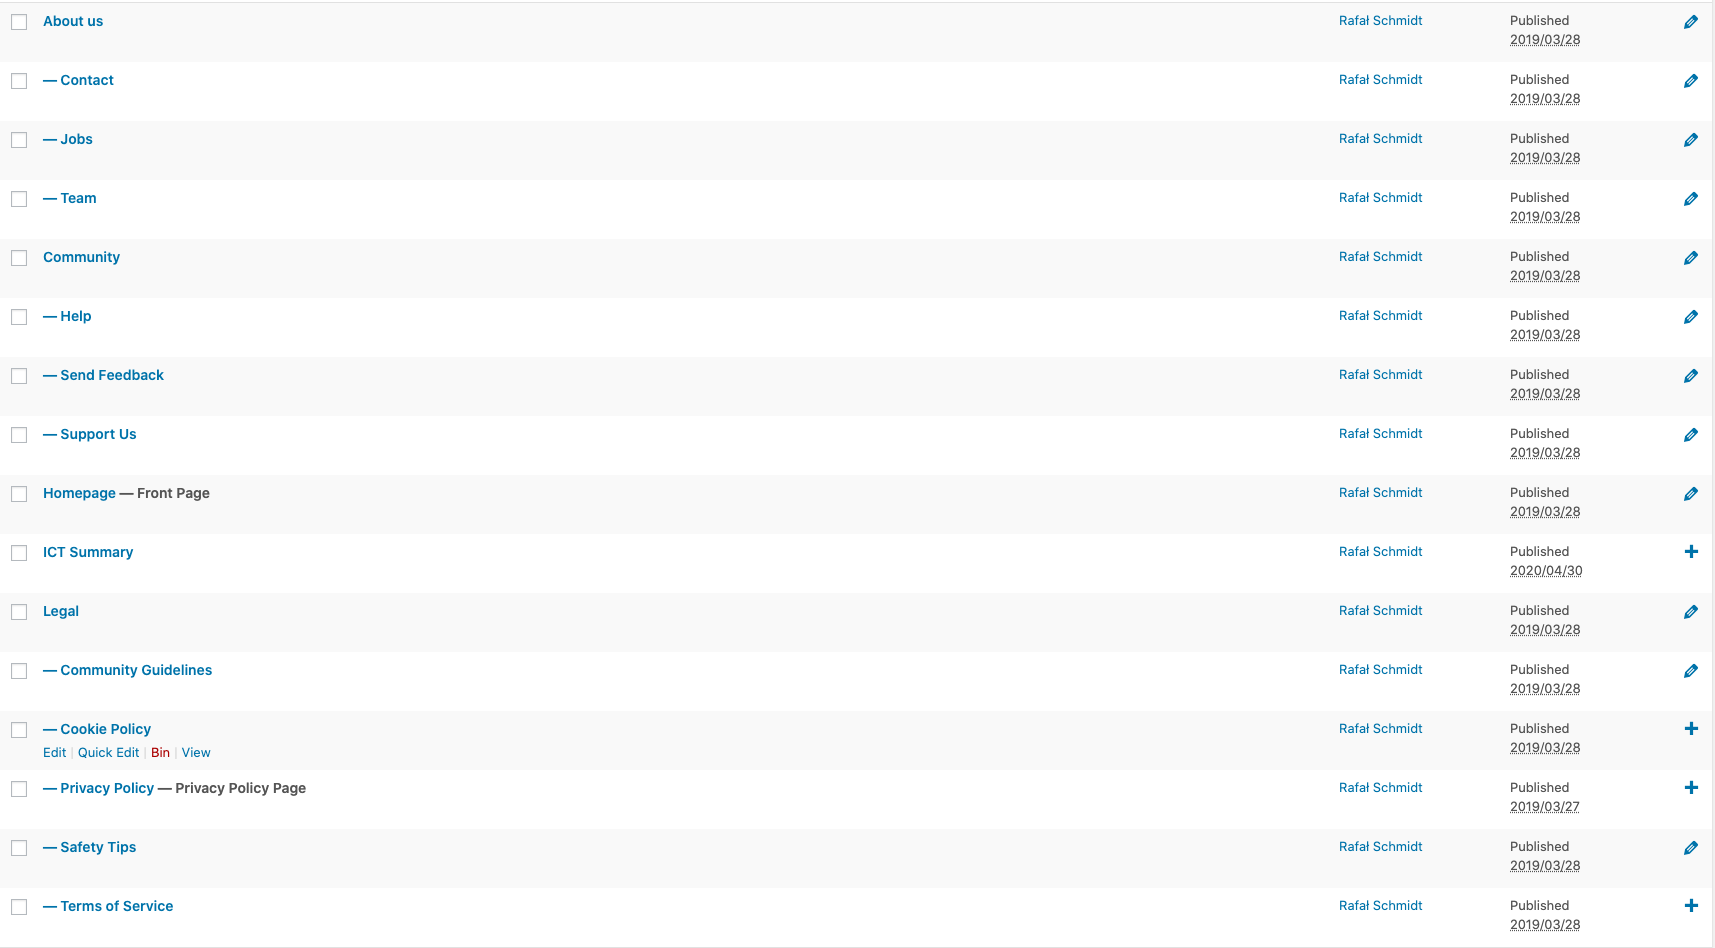 About us Rafał Schmidt Published
2019/03/28
— Contact Rafał Schmidt Published
2019/03/28
— Jobs Rafał Schmidt Published
2019/03/28
— Team Rafał Schmidt Published
2019/03/28
Community Rafał Schmidt Published
2019/03/28
— Help Rafał Schmidt Published
2019/03/28
— Send Feedback Rafał Schmidt Published
2019/03/28
— Support Us Rafał Schmidt Published
2019/03/28
Homepage — Front Page Rafał Schmidt Published
2019/03/28
ICT Summary Rafał Schmidt Published
2020/04/30
Legal Rafał Schmidt Published
2019/03/28
— Community Guidelines Rafał Schmidt Published
2019/03/28
— Cookie Policy Rafał Schmidt Published
Edit | Quick Edit | Bin | View 2019/03/28
— Privacy Policy — Privacy Policy Page Rafał Schmidt Published
2019/03/27
— Safety Tips Rafał Schmidt Published
2019/03/28
— Terms of Service Rafał Schmidt Published
2019/03/28